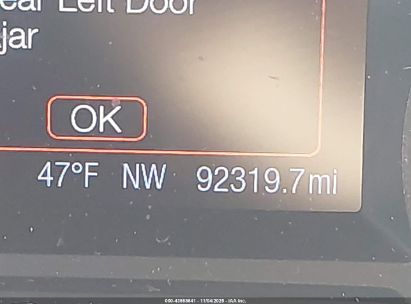 ear Left Door
jar
OK
47°F NW 92319.7mi